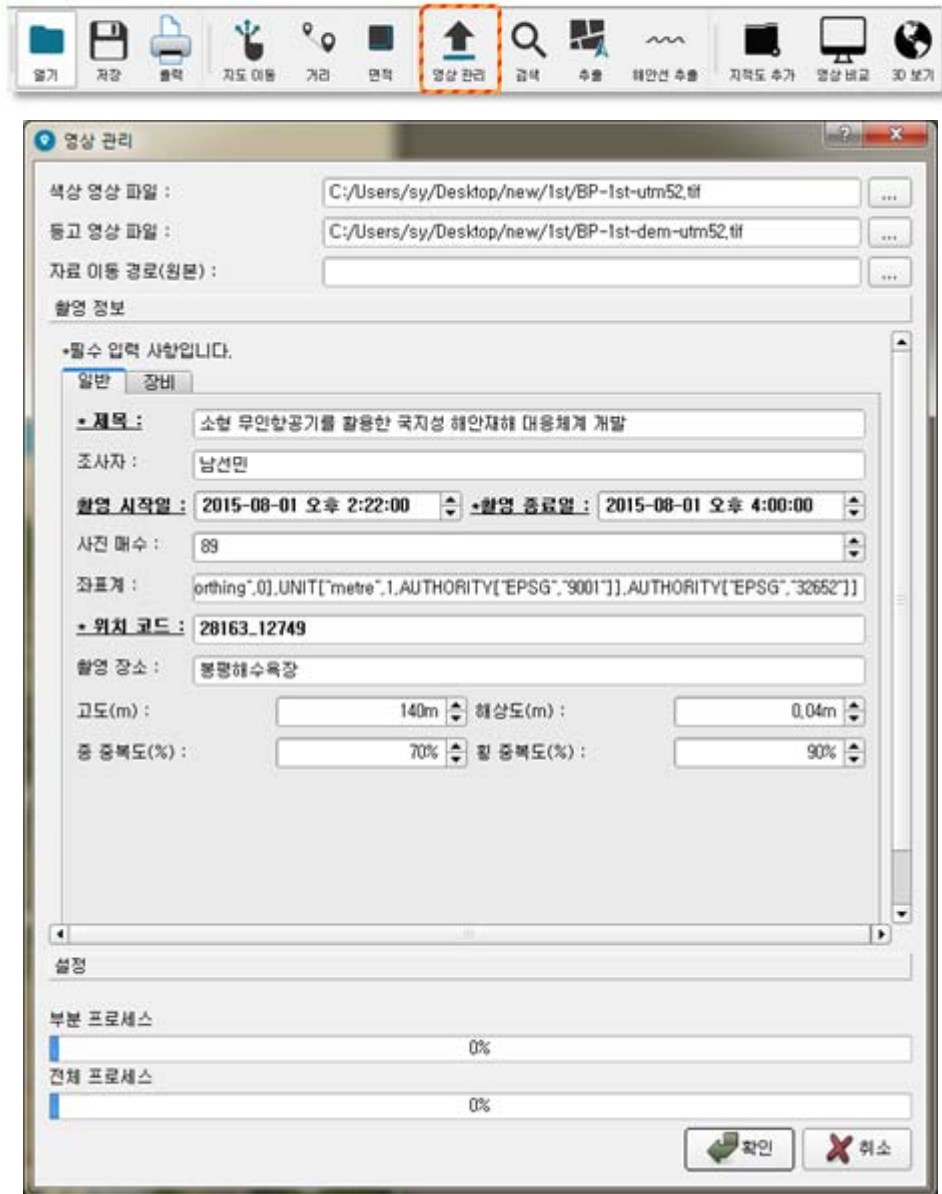 열기 저장 출력 지도 이동 거리 면적 영상 관리 검색 추출 해안선 추출 지적도 추가 영상 비교 3D 보기
영상 관리
색상 영상 파일 : C:/Users/sy/Desktop/new/1st/BP-1st-utm52.tif ...
등고 영상 파일 : C:/Users/sy/Desktop/new/1st/BP-1st-dem-utm52.tif ...
자료 이동 경로(원본) : ...
촬영 정보
*필수 입력 사항입니다.
일반 장비
* 제목 : 소형 무인항공기를 활용한 국지성 해안재해 대응체계 개발
조사자 : 남선민
촬영 시작일 : 2015-08-01 오후 2:22:00 *촬영 종료일 : 2015-08-01 오후 4:00:00
사진 매수 : 89
좌표계 : orthing",0],UNIT["metre",1,AUTHORITY["EPSG","9001"]],AUTHORITY["EPSG","32652"]]
* 위치 코드 : 28163_12749
촬영 장소 : 봉평해수욕장
고도(m) : 140m 해상도(m) : 0.04m
종 중복도(%) : 70% 횡 중복도(%) : 90%
설정
부분 프로세스
0%
전체 프로세스
0%
확인 취소